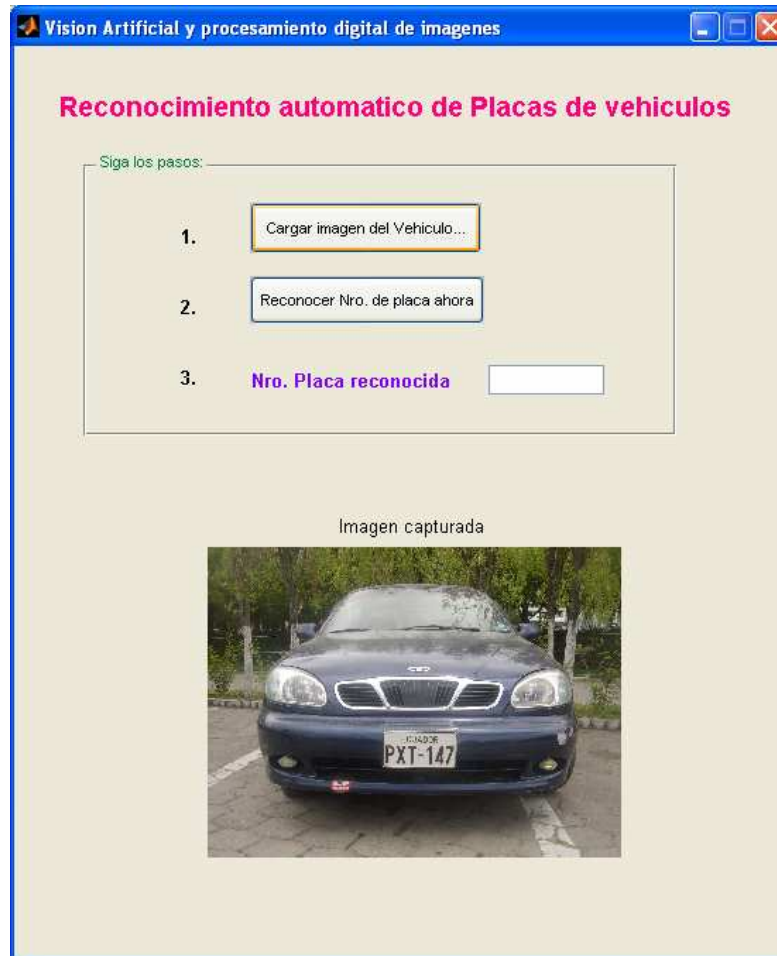 Vision Artificial y procesamiento digital de imagenes
Reconocimiento automatico de Placas de vehiculos
Siga los pasos:
1. Cargar imagen del Vehiculo...
2. Reconocer Nro. de placa ahora
3. Nro. Placa reconocida
Imagen capturada
ECUADOR
PXT-147